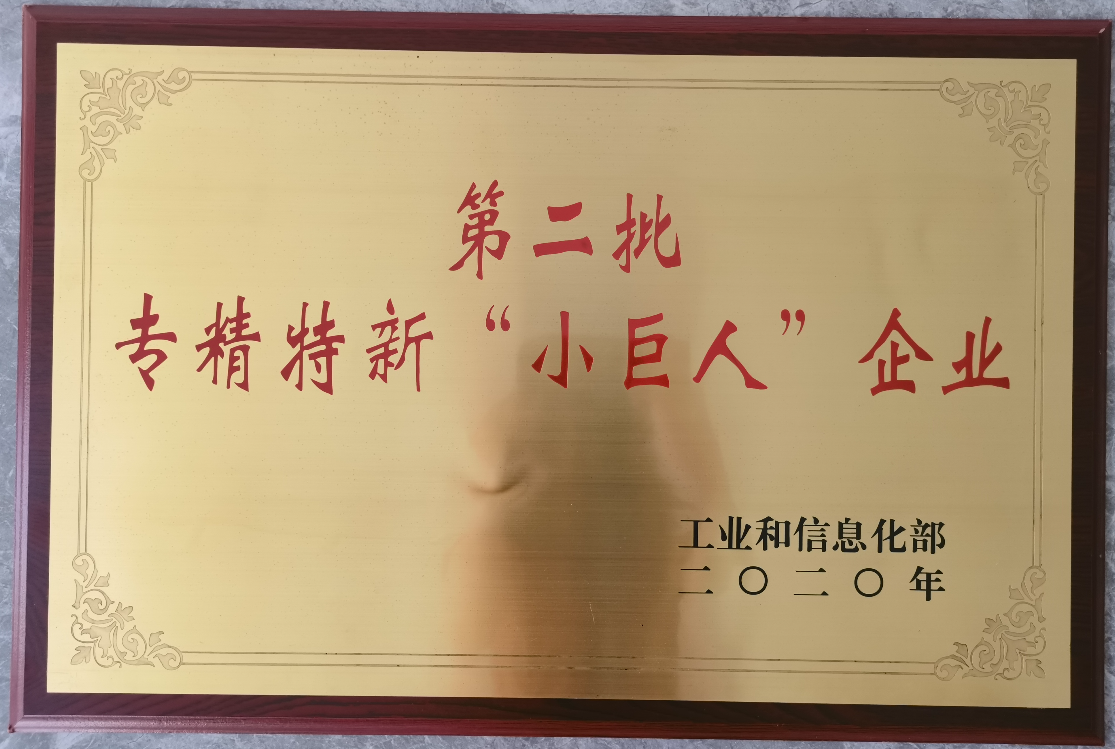 第二批
专精特新“小巨人”企业
工业和信息化部
二〇二〇年